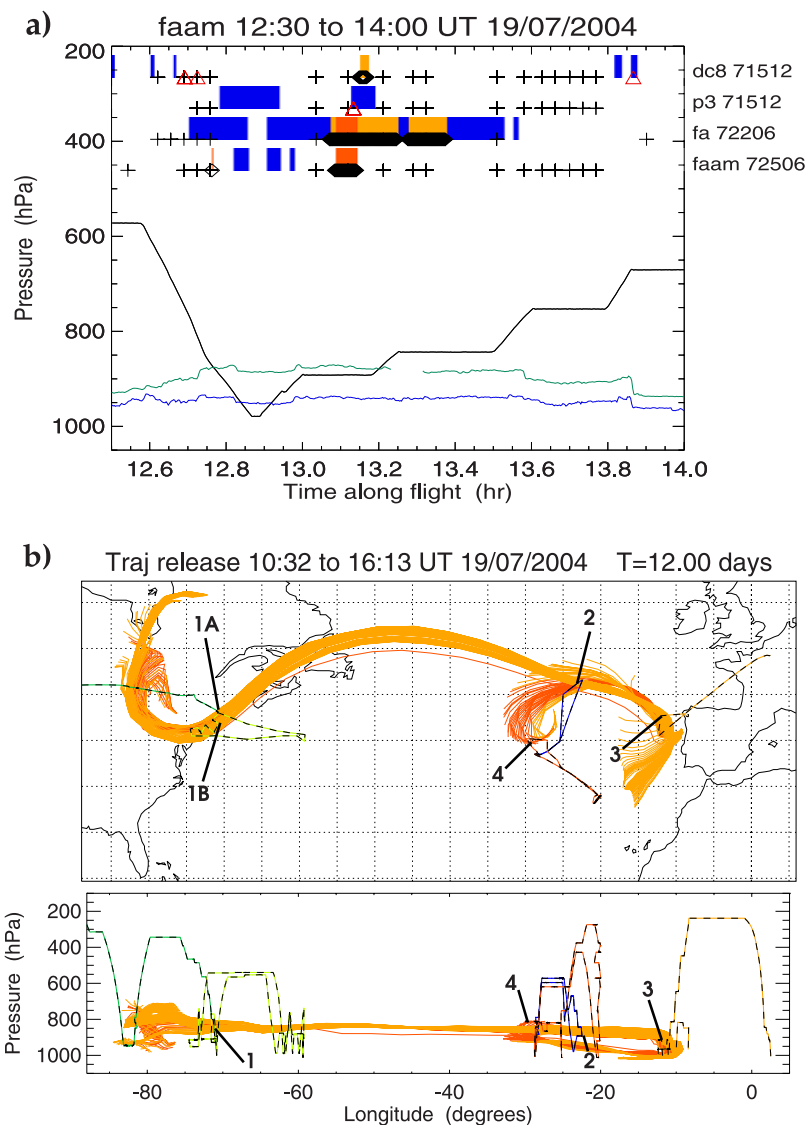 a)
faam 12:30 to 14:00 UT 19/07/2004
200
400
600
800
1000
Pressure (hPa)
dc8 71512
p3 71512
fa 72206
faam 72506
12.6 12.8 13.0 13.2 13.4 13.6 13.8 14.0
Time along flight (hr)
b)
Traj release 10:32 to 16:13 UT 19/07/2004 T=12.00 days
1A
2
1B
4
3
200
400
600
800
1000
Pressure (hPa)
4
3
1
2
-80 -60 -40 -20 0
Longitude (degrees)